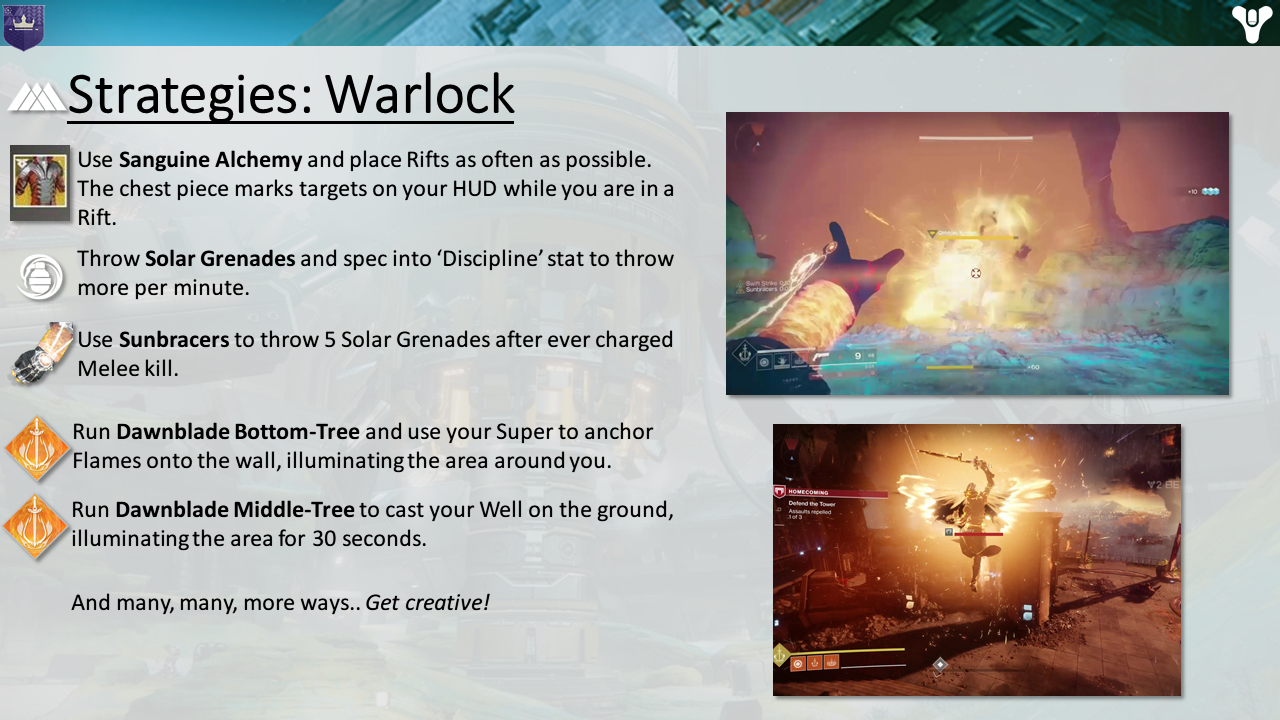 Strategies: Warlock
Use Sanguine Alchemy and place Rifts as often as possible.
The chest piece marks targets on your HUD while you are in a
Rift.
Throw Solar Grenades and spec into ‘Discipline’ stat to throw
more per minute.
Use Sunbracers to throw 5 Solar Grenades after ever charged
Melee kill.
Run Dawnblade Bottom-Tree and use your Super to anchor
Flames onto the wall, illuminating the area around you.
Run Dawnblade Middle-Tree to cast your Well on the ground,
illuminating the area for 30 seconds.
And many, many, more ways.. Get creative!
+10
Swift Strike
Sunbracers
9
+60
HOMECOMING
Defend the Tower
Assaults repelled
1 of 3